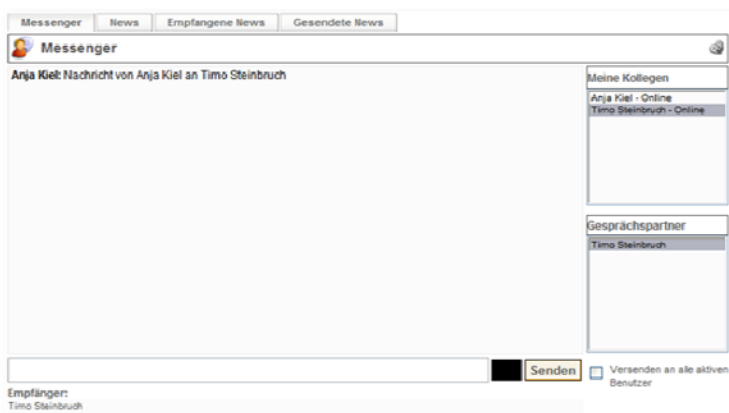 Messenger News Empfangene News Gesendete News
Messenger
Anja Kiel: Nachricht von Anja Kiel an Timo Steinbruch
Meine Kollegen
Anja Kiel - Online
Timo Steinbruch - Online
Gesprächspartner
Timo Steinbruch
Senden
Versenden an alle aktiven
Benutzer
Empfänger:
Timo Steinbruch